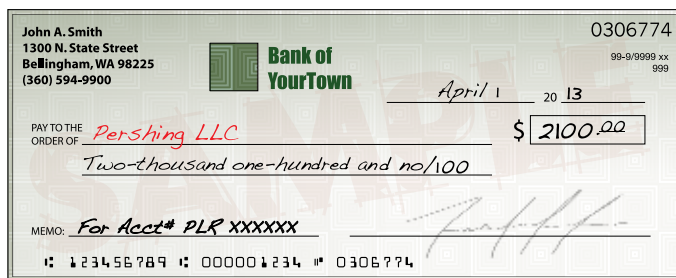 John A. Smith
0306774
1300 N. State Street
Bellingham, WA 98225
(360) 594-9900
Bank of
YourTown
99-9/9999 xx
999
April 1 20 13
PAY TO THE
ORDER OF Pershing LLC $ 2100.00
Two-thousand one-hundred and no/100
SAMPLE
MEMO: For Acct# PLR XXXXXX
⑆ 123456789 ⑆ 000001234 ⑈ 0306774